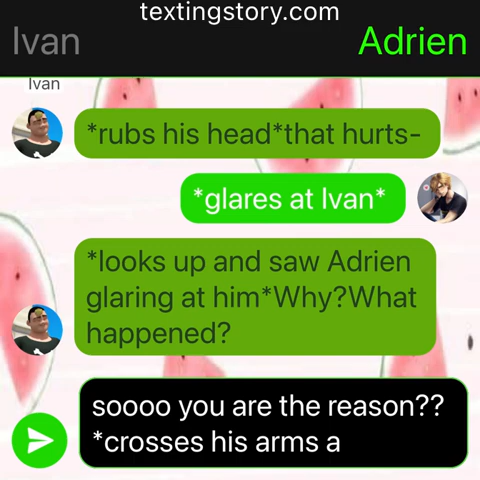 textingstory.com
Ivan Adrien
Ivan
*rubs his head*that hurts-
*glares at Ivan*
*looks up and saw Adrien
glaring at him*Why?What
happened?
soooo you are the reason??
*crosses his arms a